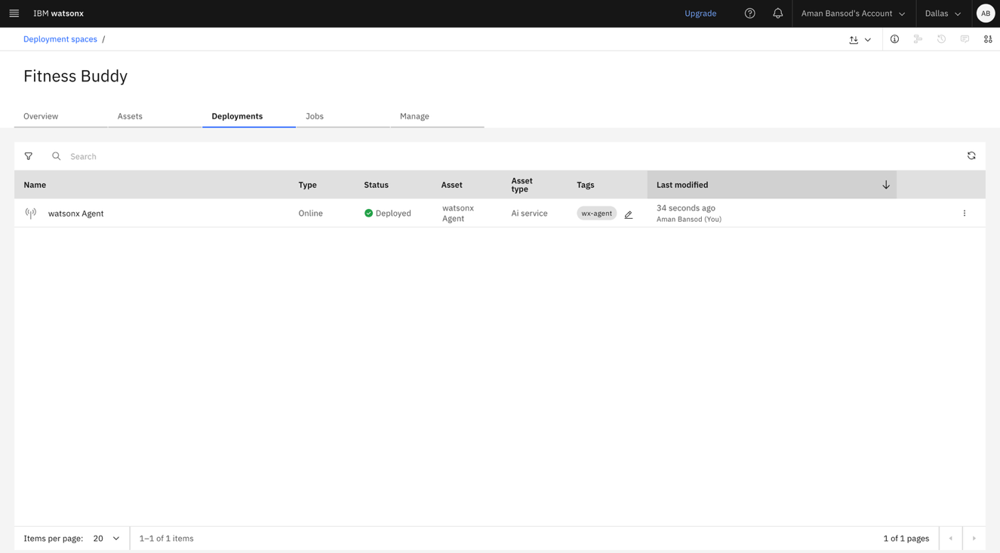 IBM watsonx
Upgrade
Aman Bansod's Account
Dallas
AB
Deployment spaces /
Fitness Buddy
Overview
Assets
Deployments
Jobs
Manage
Search
Name
Type
Status
Asset
Asset
type
Tags
Last modified
watsonx Agent
Online
Deployed
watsonx
Agent
Ai service
wx-agent
34 seconds ago
Aman Bansod (You)
Items per page: 20
1–1 of 1 items
1 of 1 pages